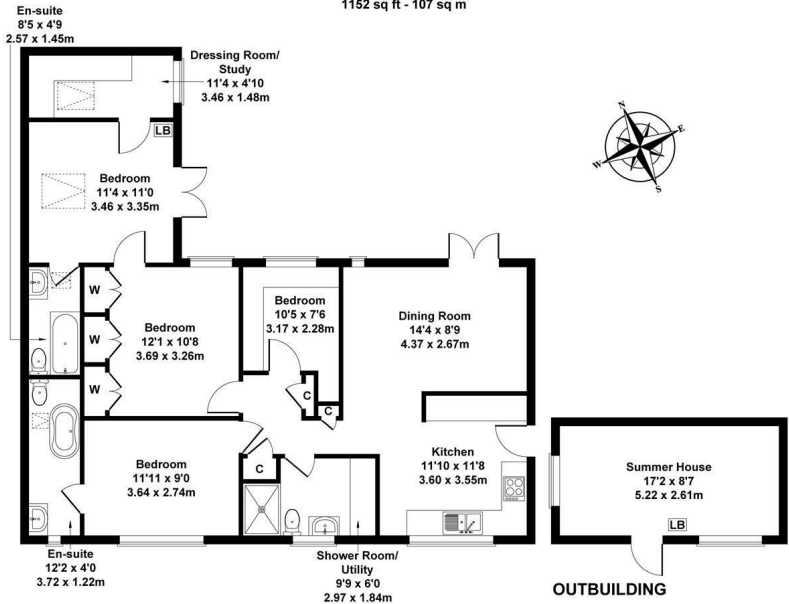 1152 sq ft - 107 sq m
En-suite
8'5 x 4'9
2.57 x 1.45m
Dressing Room/
Study
11'4 x 4'10
3.46 x 1.48m
LB
Bedroom
11'4 x 11'0
3.46 x 3.35m
N
E
S
W
W
W
W
Bedroom
12'1 x 10'8
3.69 x 3.26m
Bedroom
10'5 x 7'6
3.17 x 2.28m
Dining Room
14'4 x 8'9
4.37 x 2.67m
C
C
C
Bedroom
11'11 x 9'0
3.64 x 2.74m
Kitchen
11'10 x 11'8
3.60 x 3.55m
Summer House
17'2 x 8'7
5.22 x 2.61m
LB
En-suite
12'2 x 4'0
3.72 x 1.22m
Shower Room/
Utility
9'9 x 6'0
2.97 x 1.84m
OUTBUILDING